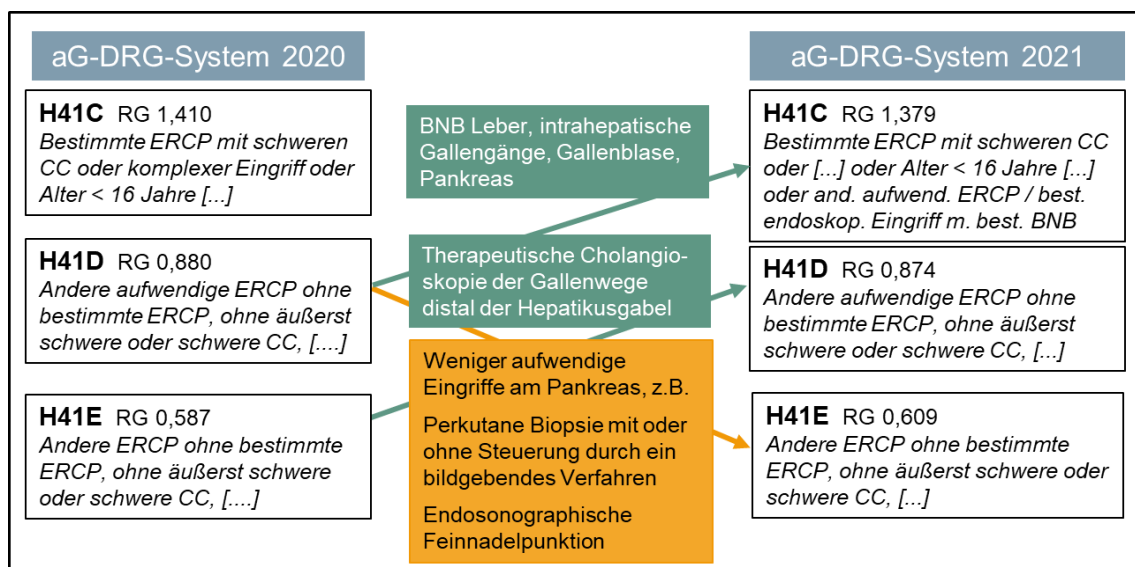 aG-DRG-System 2020
H41C RG 1,410
Bestimmte ERCP mit schweren
CC oder komplexer Eingriff oder
Alter < 16 Jahre [...]
H41D RG 0,880
Andere aufwendige ERCP ohne
bestimmte ERCP, ohne äußerst
schwere oder schwere CC, [....]
H41E RG 0,587
Andere ERCP ohne bestimmte
ERCP, ohne äußerst schwere
oder schwere CC, [....]
BNB Leber, intrahepatische
Gallengänge, Gallenblase,
Pankreas
Therapeutische Cholangio-
skopie der Gallenwege
distal der Hepatikusgabel
Weniger aufwendige
Eingriffe am Pankreas, z.B.
Perkutane Biopsie mit oder
ohne Steuerung durch ein
bildgebendes Verfahren
Endosonographische
Feinnadelpunktion
aG-DRG-System 2021
H41C RG 1,379
Bestimmte ERCP mit schweren CC
oder [...] oder Alter < 16 Jahre [...]
oder and. aufwend. ERCP / best.
endoskop. Eingriff m. best. BNB
H41D RG 0,874
Andere aufwendige ERCP ohne
bestimmte ERCP, ohne äußerst
schwere oder schwere CC, [...]
H41E RG 0,609
Andere ERCP ohne bestimmte
ERCP, ohne äußerst schwere oder
schwere CC, [...]